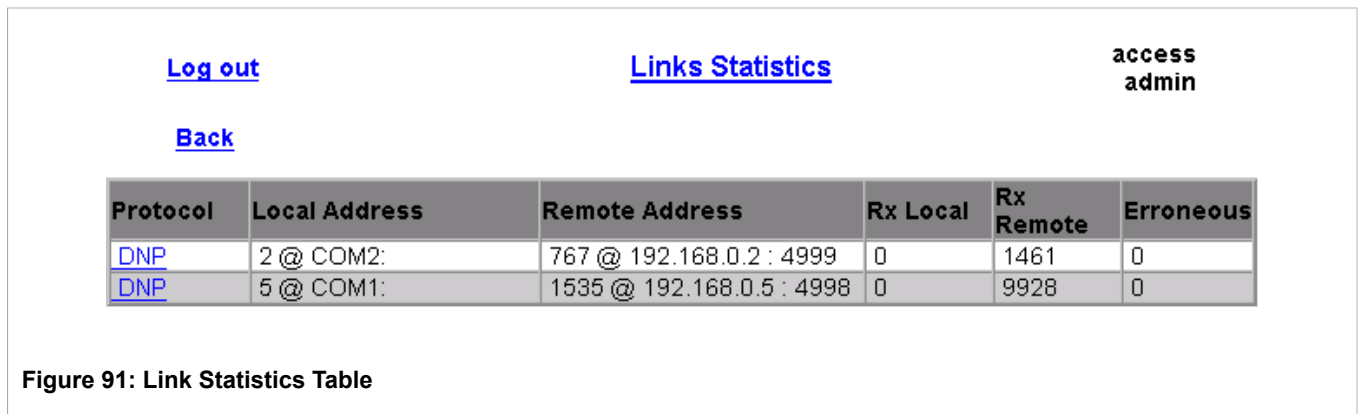 Log out Links Statistics access
admin
Back
Protocol Local Address Remote Address Rx Local Rx Remote Erroneous
DNP 2 @ COM2: 767 @ 192.168.0.2 : 4999 0 1461 0
DNP 5 @ COM1: 1535 @ 192.168.0.5 : 4998 0 9928 0
Figure 91: Link Statistics Table